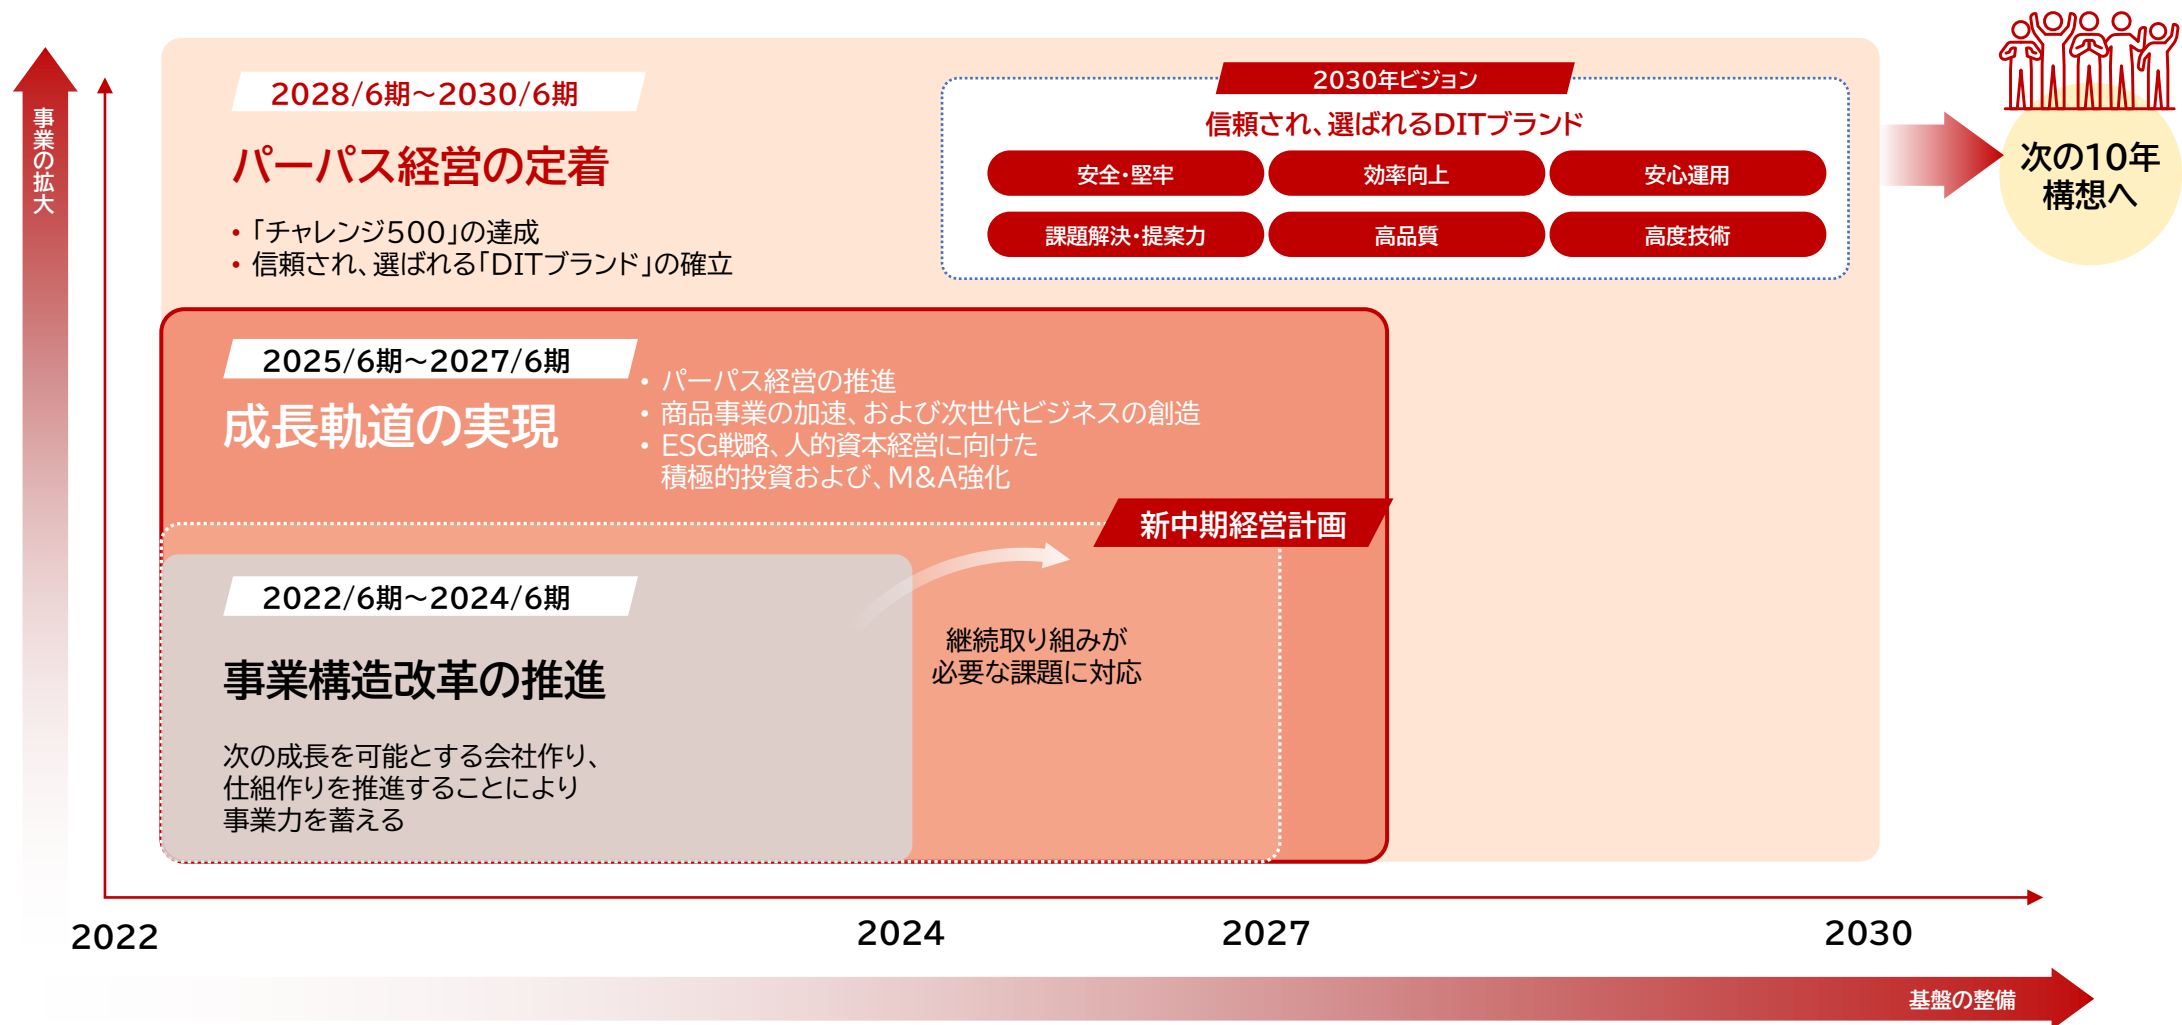 事業の拡大
2028/6期～2030/6期
パーパス経営の定着
• 「チャレンジ500」の達成
• 信頼され、選ばれる「DITブランド」の確立
2030年ビジョン
信頼され、選ばれるDITブランド
安全・堅牢
効率向上
安心運用
課題解決・提案力
高品質
高度技術
次の10年
構想へ
2025/6期～2027/6期
成長軌道の実現
• パーパス経営の推進
• 商品事業の加速、および次世代ビジネスの創造
• ESG戦略、人的資本経営に向けた
積極的投資および、M&A強化
新中期経営計画
2022/6期～2024/6期
事業構造改革の推進
次の成長を可能とする会社作り、
仕組作りを推進することにより
事業力を蓄える
継続取り組みが
必要な課題に対応
2022
2024
2027
2030
基盤の整備